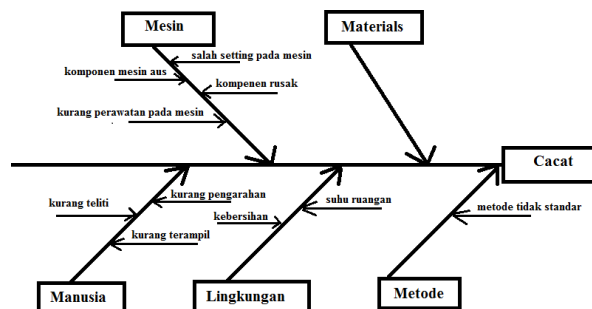 Mesin
Materials
salah setting pada mesin
komponen mesin aus
kompenen rusak
kurang perawatan pada mesin
Cacat
kurang teliti
kurang pengarahan
kurang terampil
kebersihan
suhu ruangan
metode tidak standar
Manusia
Lingkungan
Metode